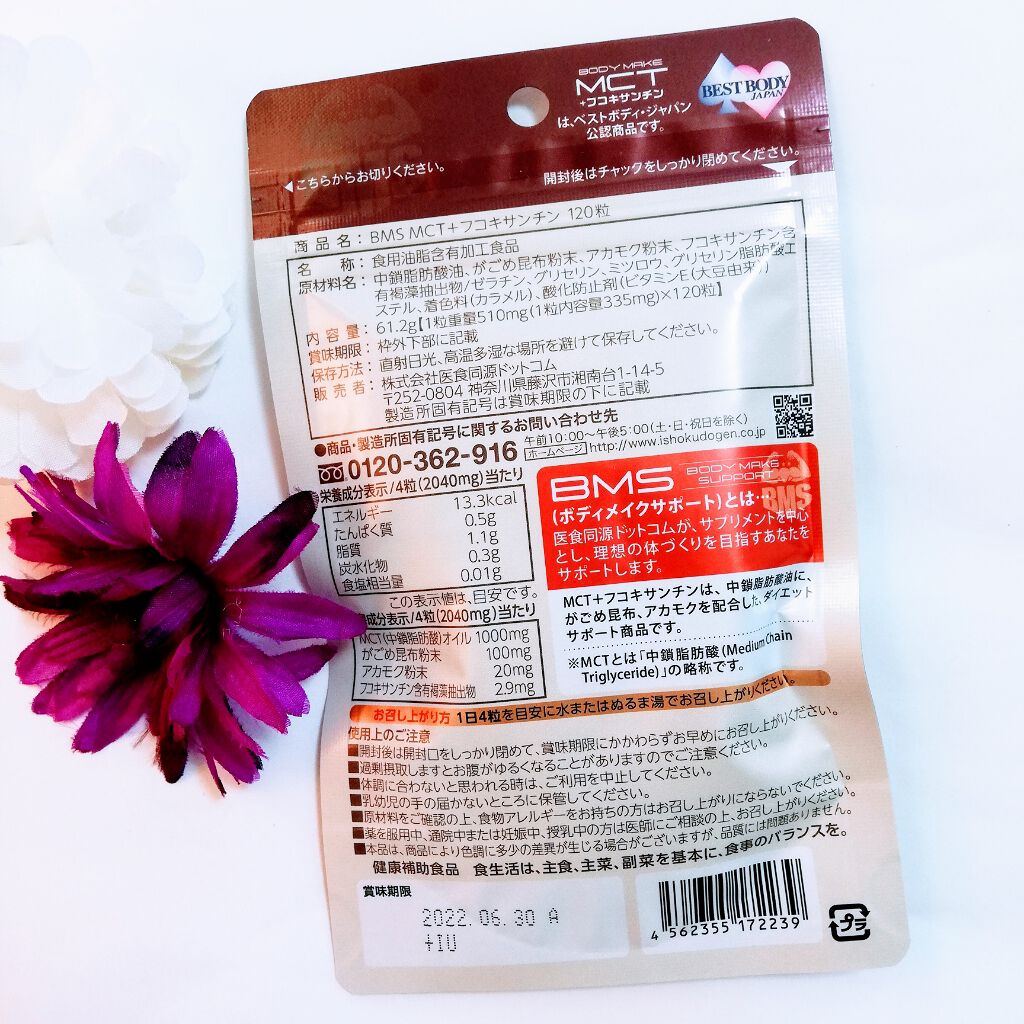 BODY MAKE
MCT
+フコキサンチン
は、ベストボディ・ジャパン
公認商品です。
BEST BODY
JAPAN
こちらからお切りください。
開封後はチャックをしっかり閉めてください。
商品名：BMS MCT＋フコキサンチン 120粒
名称：食用油脂含有加工食品
原材料名：中鎖脂肪酸油、がごめ昆布粉末、アカモク粉末、フコキサンチン含
有褐藻抽出物/ゼラチン、グリセリン、ミツロウ、グリセリン脂肪酸エ
ステル、着色料(カラメル)、酸化防止剤(ビタミンE(大豆由来))
内容量：61.2g【1粒重量510mg(1粒内容量335mg)×120粒】
賞味期限：枠外下部に記載
保存方法：直射日光、高温多湿な場所を避けて保存してください。
販売者：株式会社医食同源ドットコム
〒252-0804 神奈川県藤沢市湘南台1-14-5
製造所固有記号は賞味期限の下に記載
●商品・製造所固有記号に関するお問い合わせ先
0120-362-916 午前10:00〜午後5:00(土・日・祝日を除く)
ホームページ http://www.ishokudogen.co.jp
栄養成分表示/4粒(2040mg)当たり
エネルギー 13.3kcal
たんぱく質 0.5g
脂質 1.1g
炭水化物 0.3g
食塩相当量 0.01g
この表示値は、目安です。
成分表示/4粒(2040mg)当たり
MCT(中鎖脂肪酸)オイル 1000mg
がごめ昆布粉末 100mg
アカモク粉末 20mg
フコキサンチン含有褐藻抽出物 2.9mg
BMS BODY MAKE SUPPORT
BMS
(ボディメイクサポート)とは…
医食同源ドットコムが、サプリメントを中心
とし、理想の体づくりを目指すあなたを
サポートします。
MCT＋フコキサンチンは、中鎖脂肪酸油に、
がごめ昆布、アカモクを配合した、ダイエット
サポート商品です。
※MCTとは「中鎖脂肪酸(Medium Chain
Triglyceride)」の略称です。
お召し上がり方 1日4粒を目安に水またはぬるま湯でお召し上がりください。
使用上のご注意
■開封後は開封口をしっかり閉めて、賞味期限にかかわらずお早めにお召し上がりください。
■過剰摂取しますとお腹がゆるくなることがありますのでご注意ください。
■体調に合わないと思われる時は、ご利用を中止してください。
■乳幼児の手の届かないところに保管してください。
■原材料をご確認の上、食物アレルギーをお持ちの方はお召し上がりにならないでください。
■薬を服用中、通院中または妊娠中、授乳中の方は医師にご相談の上、お召し上がりください。
■本品は、商品により色調に多少の差異が生じる場合がございますが、品質には問題ありません。
健康補助食品 食生活は、主食、主菜、副菜を基本に、食事のバランスを。
賞味期限
2022.06.30 A
+IU
4 562355 172239
プラ